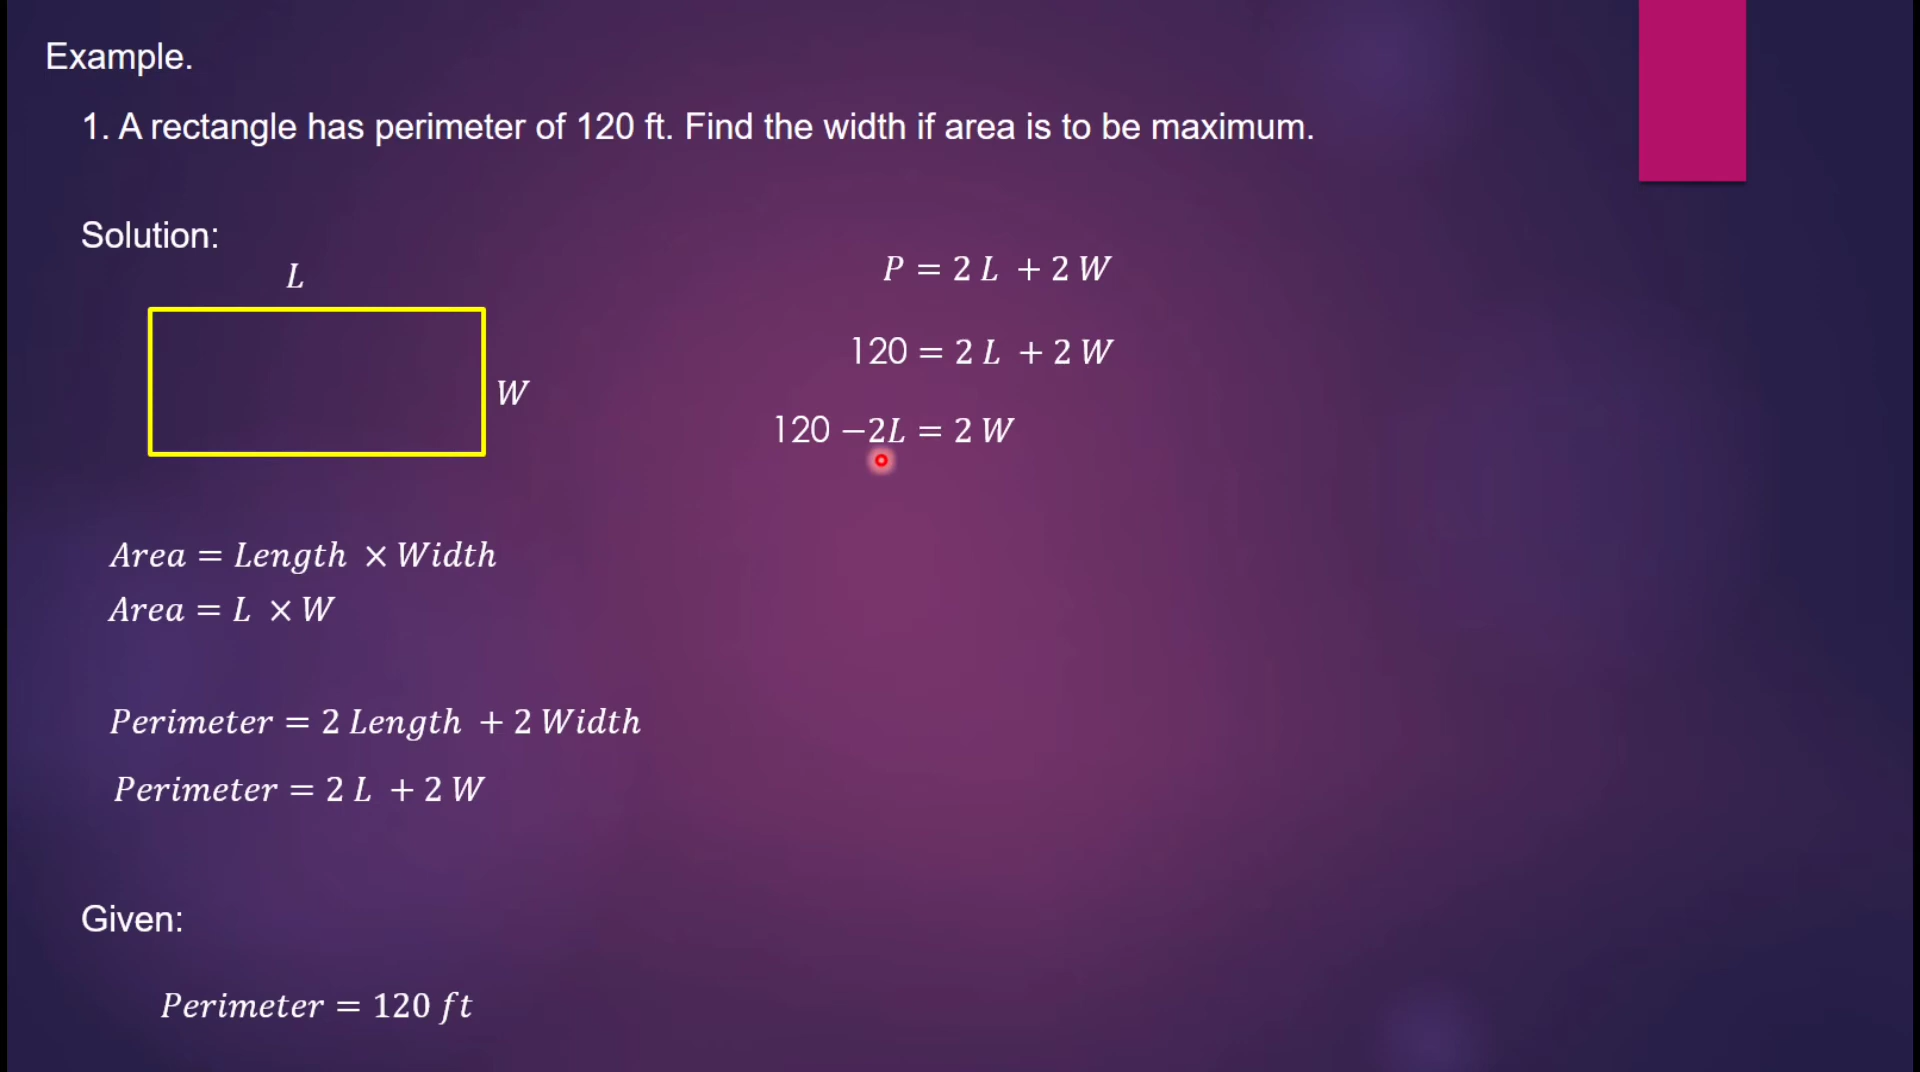 Example.
1. A rectangle has perimeter of 120 ft. Find the width if area is to be maximum.
Solution:
L
W
Area = Length × Width
Area = L × W
Perimeter = 2 Length + 2 Width
Perimeter = 2 L + 2 W
Given:
Perimeter = 120 ft
P = 2 L + 2 W
120 = 2 L + 2 W
120 −2L = 2 W